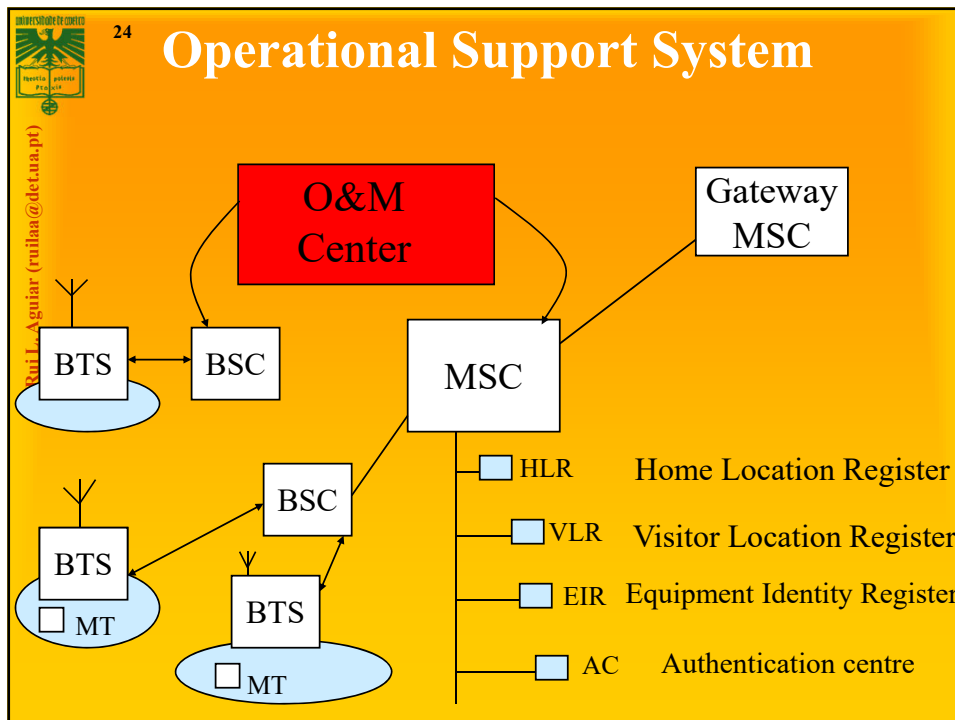 24
Operational Support System
Rui L. Aguiar (ruilaa@det.ua.pt)
O&M
Center
Gateway
MSC
BTS
BSC
MSC
HLR
Home Location Register
BSC
VLR
Visitor Location Register
BTS
MT
EIR
Equipment Identity Register
BTS
MT
AC
Authentication centre